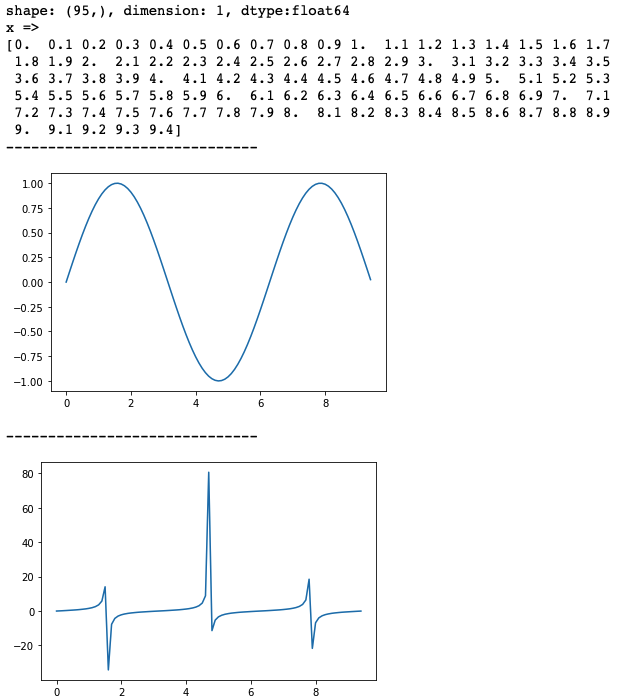 shape: (95,), dimension: 1, dtype:float64
x =>
[0.  0.1 0.2 0.3 0.4 0.5 0.6 0.7 0.8 0.9 1.  1.1 1.2 1.3 1.4 1.5 1.6 1.7
 1.8 1.9 2.  2.1 2.2 2.3 2.4 2.5 2.6 2.7 2.8 2.9 3.  3.1 3.2 3.3 3.4 3.5
 3.6 3.7 3.8 3.9 4.  4.1 4.2 4.3 4.4 4.5 4.6 4.7 4.8 4.9 5.  5.1 5.2 5.3
 5.4 5.5 5.6 5.7 5.8 5.9 6.  6.1 6.2 6.3 6.4 6.5 6.6 6.7 6.8 6.9 7.  7.1
 7.2 7.3 7.4 7.5 7.6 7.7 7.8 7.9 8.  8.1 8.2 8.3 8.4 8.5 8.6 8.7 8.8 8.9
 9.  9.1 9.2 9.3 9.4]
------------------------------
1.00
0.75
0.50
0.25
0.00
−0.25
−0.50
−0.75
−1.00
0 2 4 6 8
------------------------------
80
60
40
20
0
−20
0 2 4 6 8